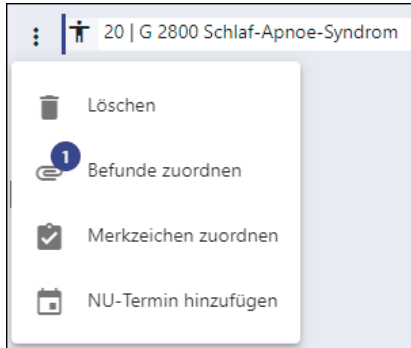 20 | G 2800 Schlaf-Apnoe-Syndrom
Löschen
1
Befunde zuordnen
Merkzeichen zuordnen
NU-Termin hinzufügen